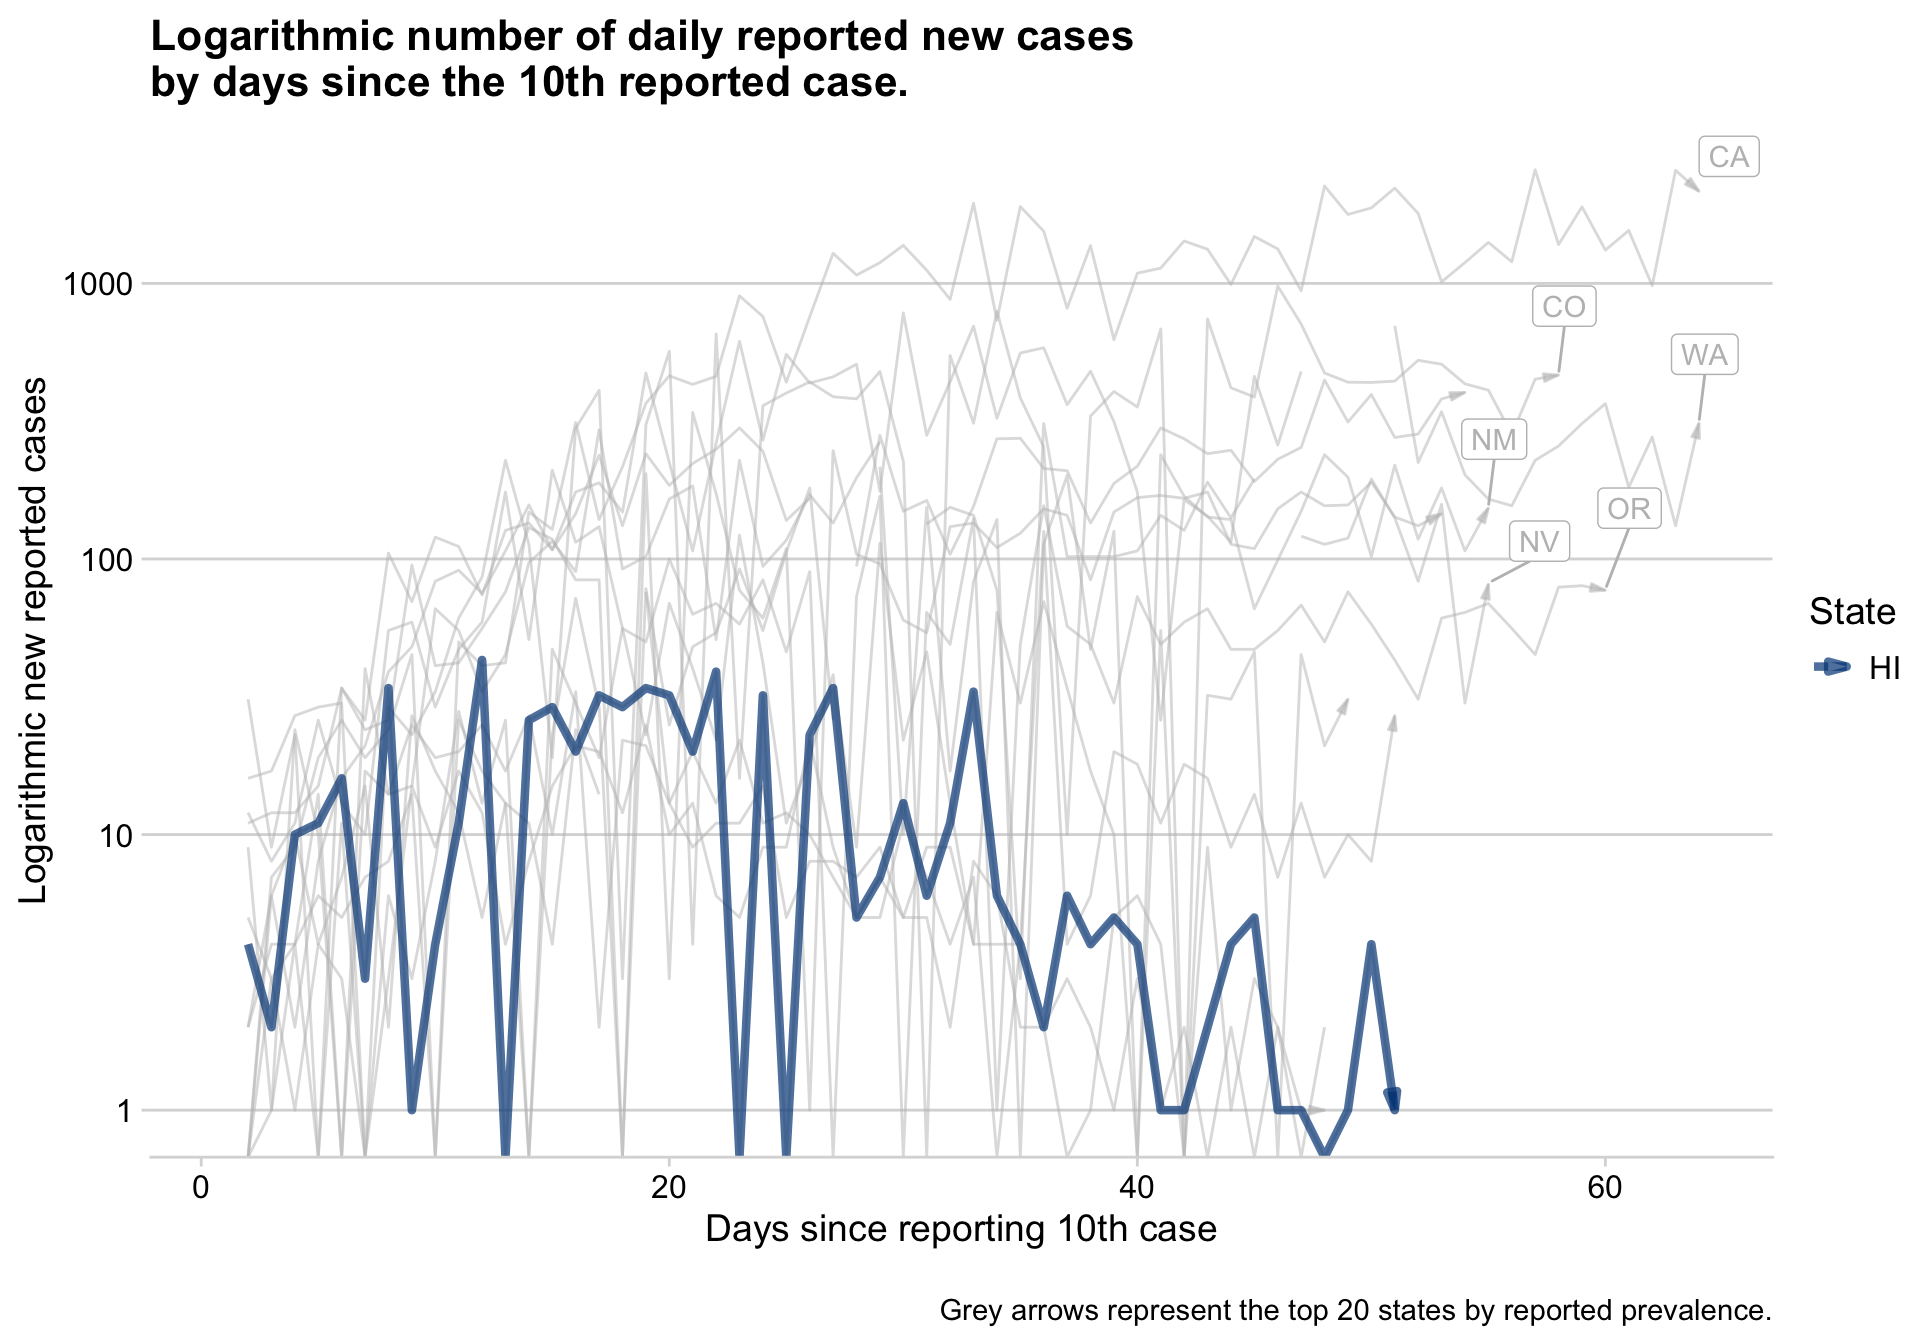 Logarithmic number of daily reported new cases
by days since the 10th reported case.
CA
1000
CO
WA
NM
OR
NV
100
10
1
Logarithmic new reported cases
State
HI
0 20 40 60
Days since reporting 10th case
Grey arrows represent the top 20 states by reported prevalence.